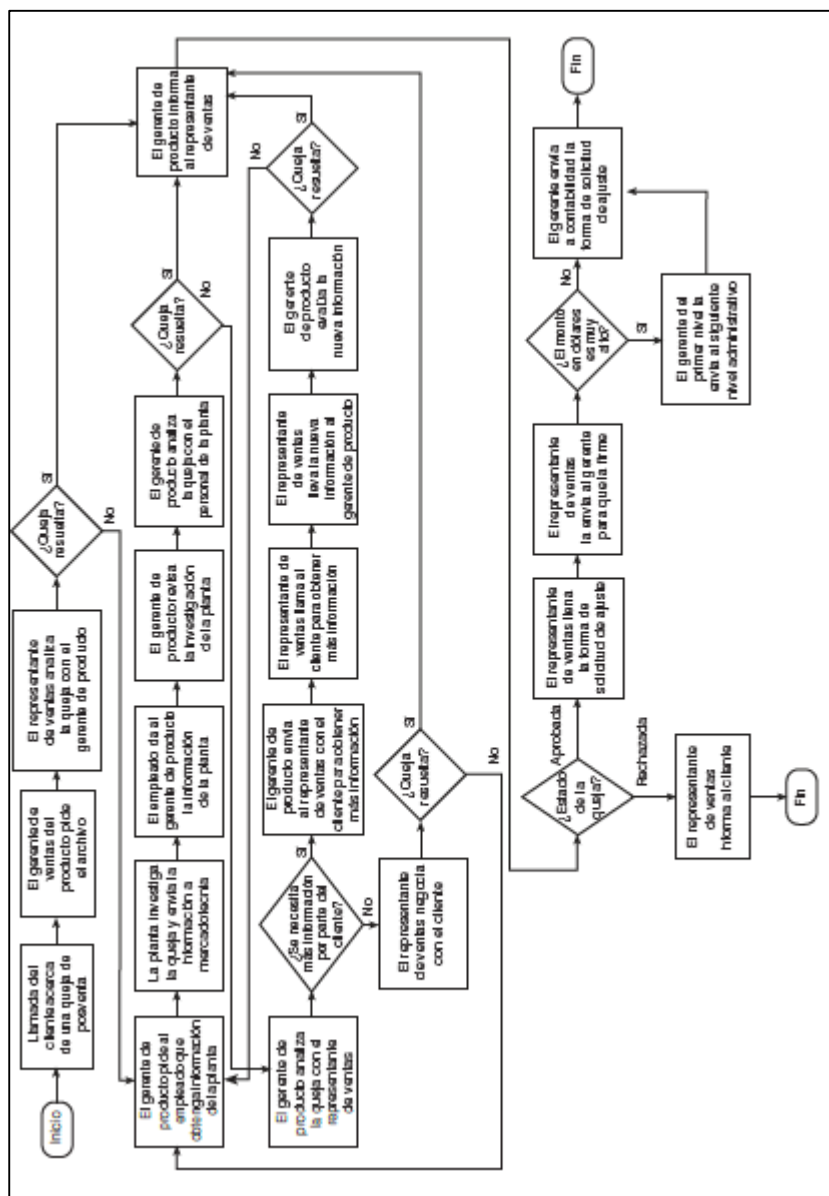 Inicio
Llamada del
cliente acerca
de una queja de
posventa
El gerente de
ventas del
producto pide
el archivo
El representante
de ventas analiza
la queja con el
gerente de producto
¿Queja
resuelta?
Sí
No
El gerente de
producto informa
al representante
de ventas
El gerente de
producto pide al
empleado que
obtenga información
de la planta
La planta investiga
la queja y envía la
información a
mercadotecnia
El empleado da al
gerente de producto
la información
de la planta
El gerente de
producto revisa
la investigación
de la planta
El gerente de
producto analiza
la queja con el
personal de la planta
¿Queja
resuelta?
Sí
No
El gerente de
producto analiza
la queja con el
representante
de ventas
¿Se necesita
más información
por parte del
cliente?
Sí
No
El gerente de
producto envía
al representante
de ventas con el
cliente para obtener
más información
El representante de
ventas llama al
cliente para obtener
más información
El representante
de ventas
lleva la nueva
información al
gerente de producto
El gerente
de producto
evalúa la
nueva información
¿Queja
resuelta?
Sí
No
El representante
de ventas negocia
con el cliente
¿Queja
resuelta?
Sí
No
¿Estado
de la
queja?
Aprobada
Rechazada
El representante
de ventas llena
la forma de
solicitud de ajuste
El representante
de ventas
la envía al gerente
para que la firme
¿El monto
en dólares
es muy
alto?
No
Sí
El gerente envía
a contabilidad la
forma de solicitud
de ajuste
Fin
El representante
de ventas
informa al cliente
Fin
El gerente del
primer nivel la
envía al siguiente
nivel administrativo